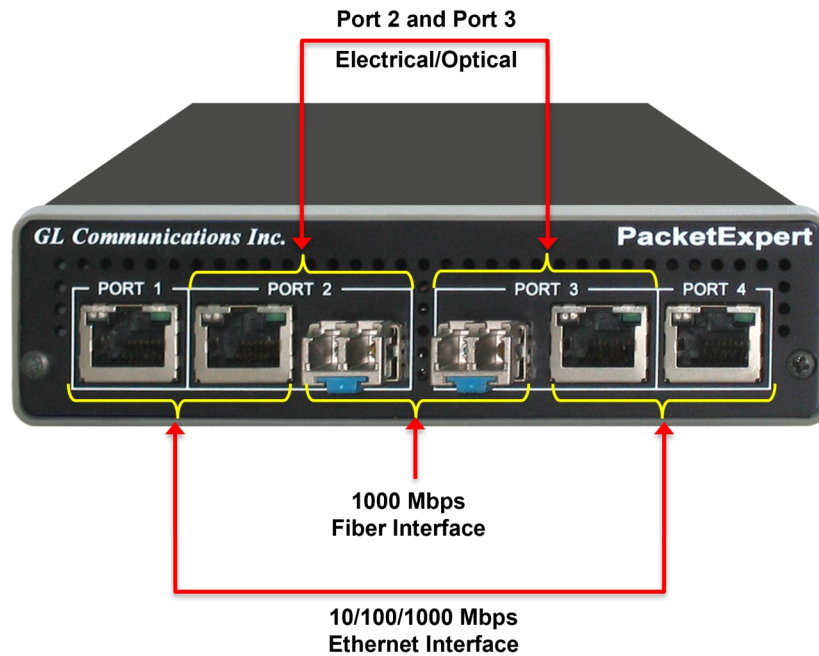 Port 2 and Port 3
Electrical/Optical
GL Communications Inc.
PacketExpert
PORT 1
PORT 2
PORT 3
PORT 4
1000 Mbps
Fiber Interface
10/100/1000 Mbps
Ethernet Interface